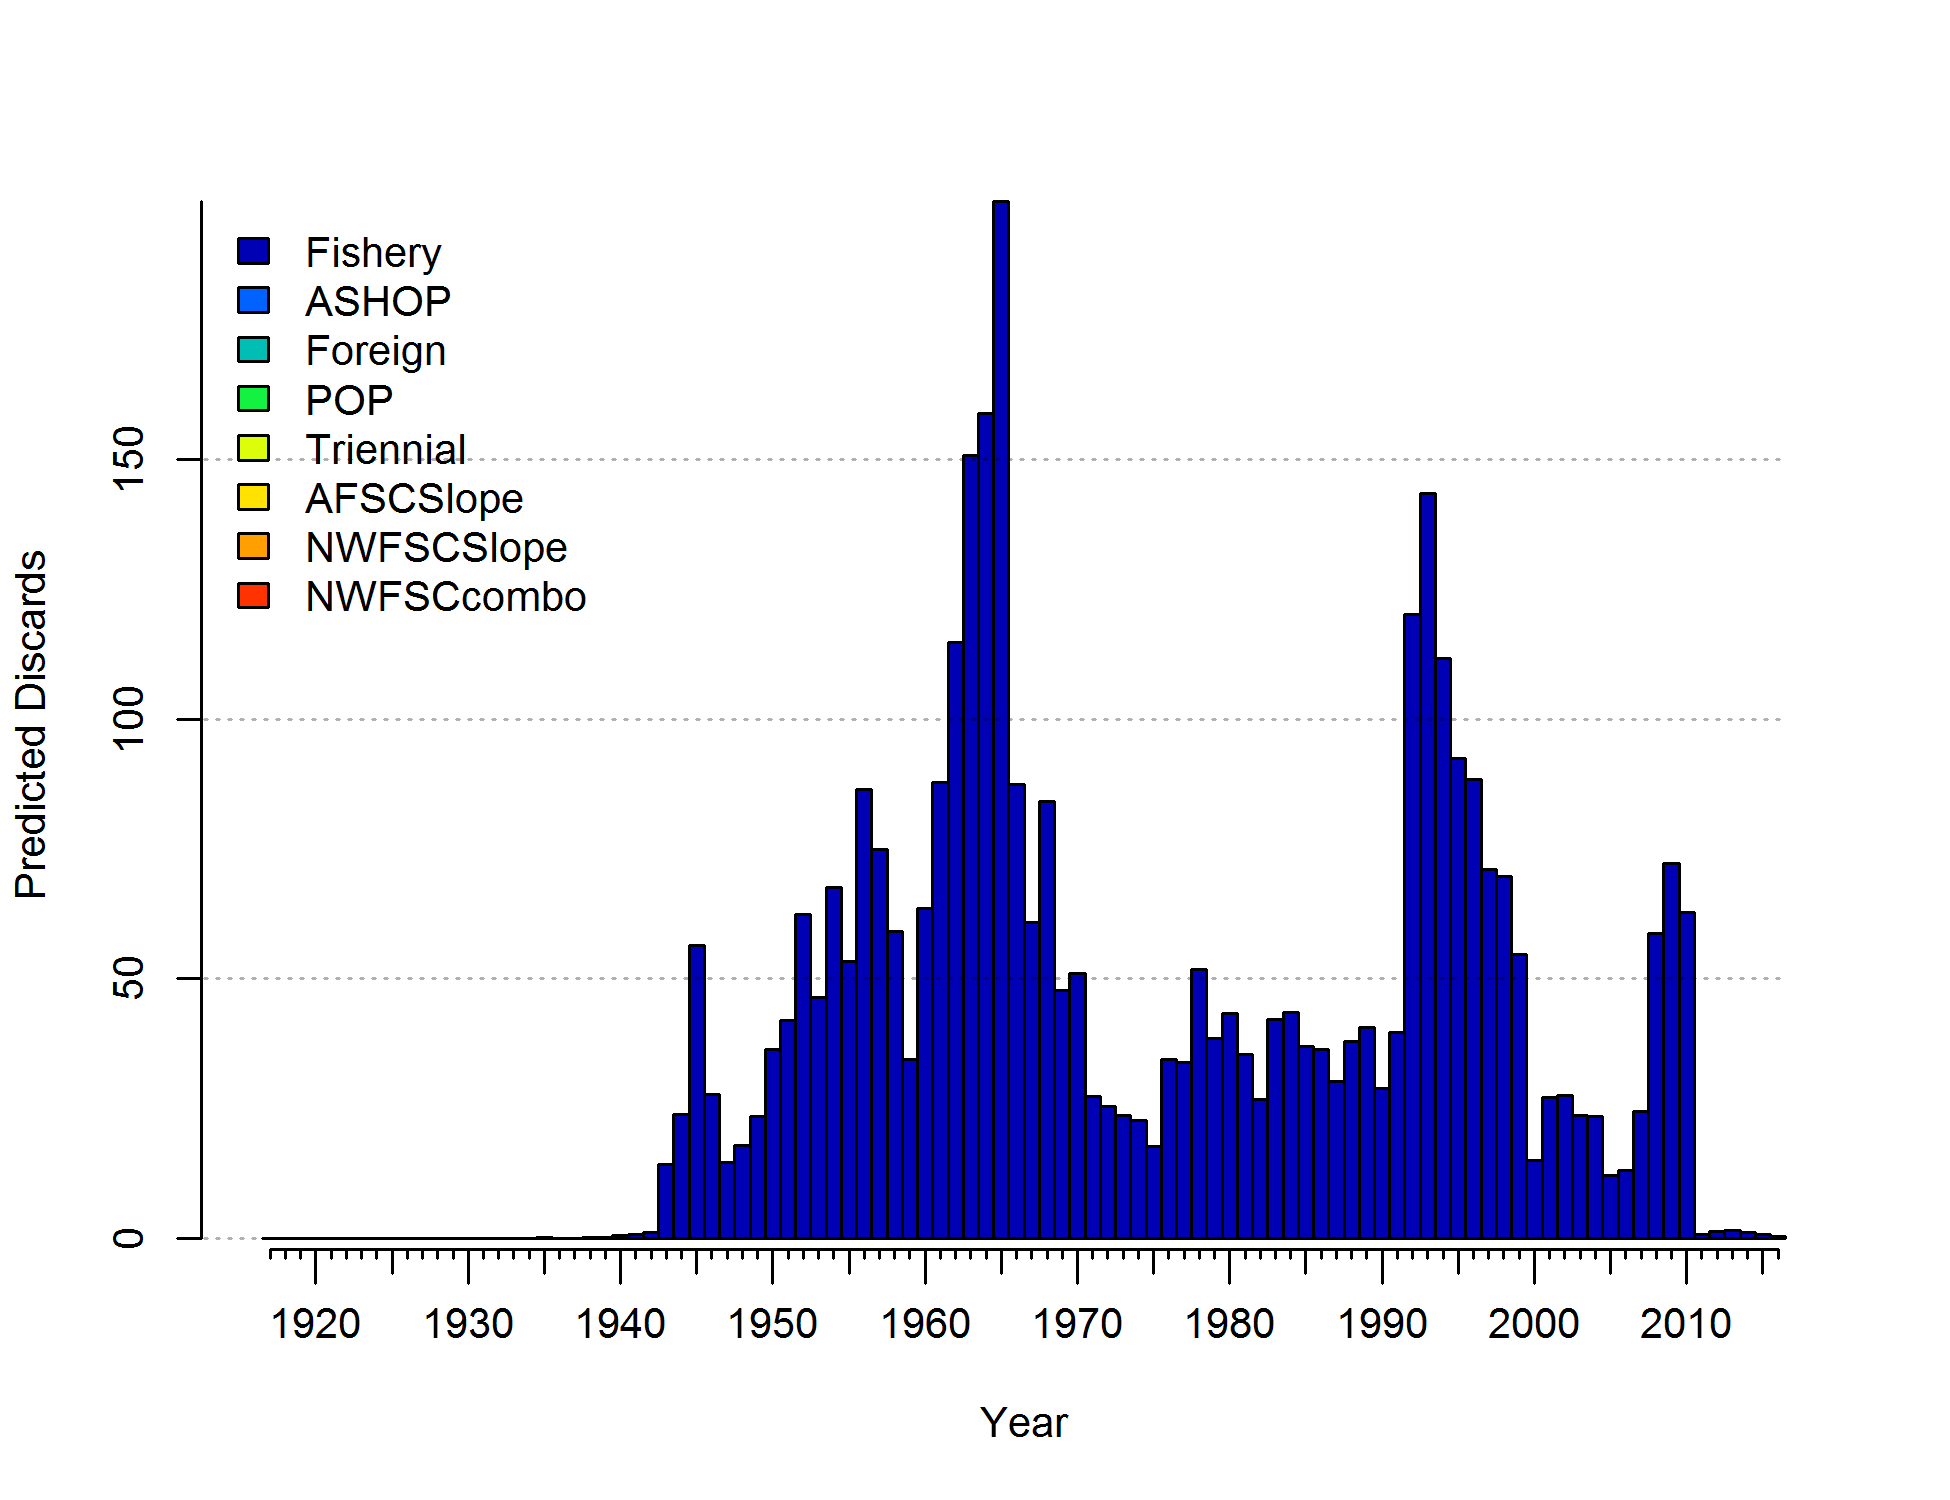 Fishery
ASHOP
Foreign
POP
Triennial
AFSCSlope
NWFSCSlope
NWFSCcombo
Predicted Discards
150
100
50
0
1920 1930 1940 1950 1960 1970 1980 1990 2000 2010
Year